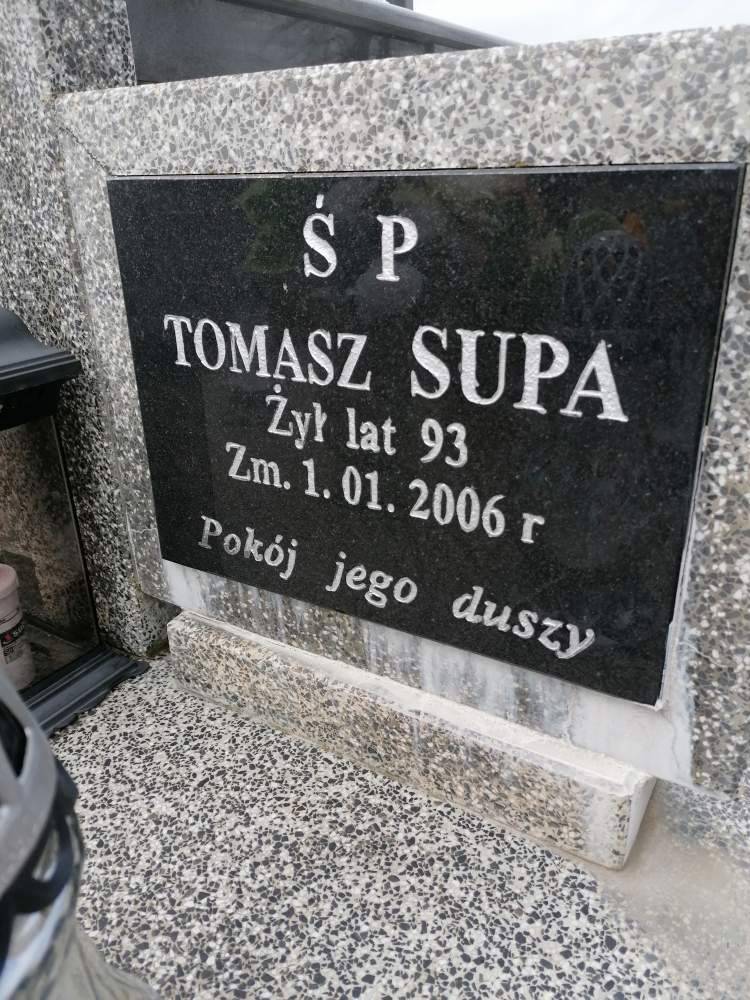 Ś P
TOMASZ SUPA
Żył lat 93
Zm. 1. 01. 2006 r
Pokój jego duszy